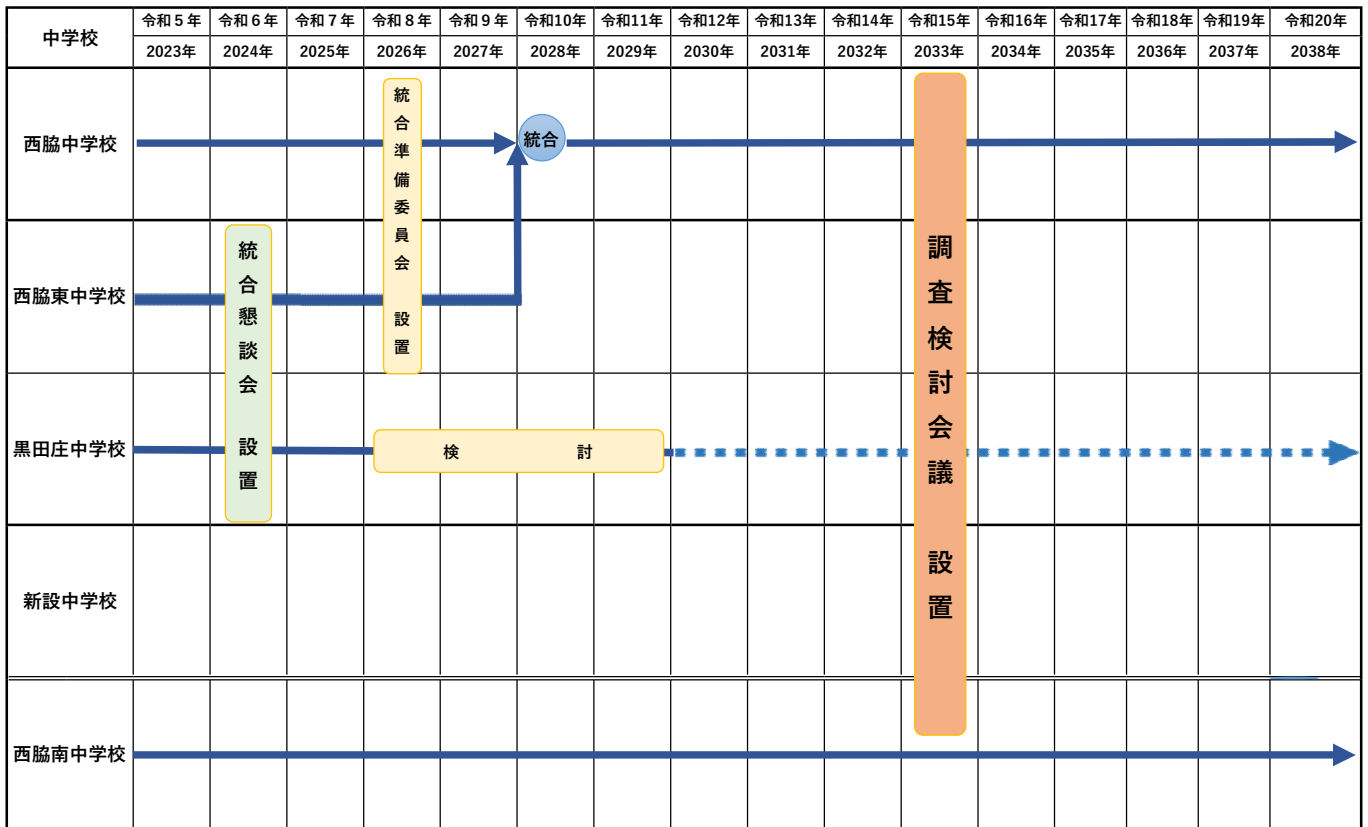 中学校
令和５年 令和６年 令和７年 令和８年 令和９年 令和10年 令和11年 令和12年 令和13年 令和14年 令和15年 令和16年 令和17年 令和18年 令和19年 令和20年
2023年 2024年 2025年 2026年 2027年 2028年 2029年 2030年 2031年 2032年 2033年 2034年 2035年 2036年 2037年 2038年
西脇中学校
統合準備委員会 設置
統合
西脇東中学校
統合懇談会 設置
調査検討会議 設置
黒田庄中学校
検 討
新設中学校
西脇南中学校